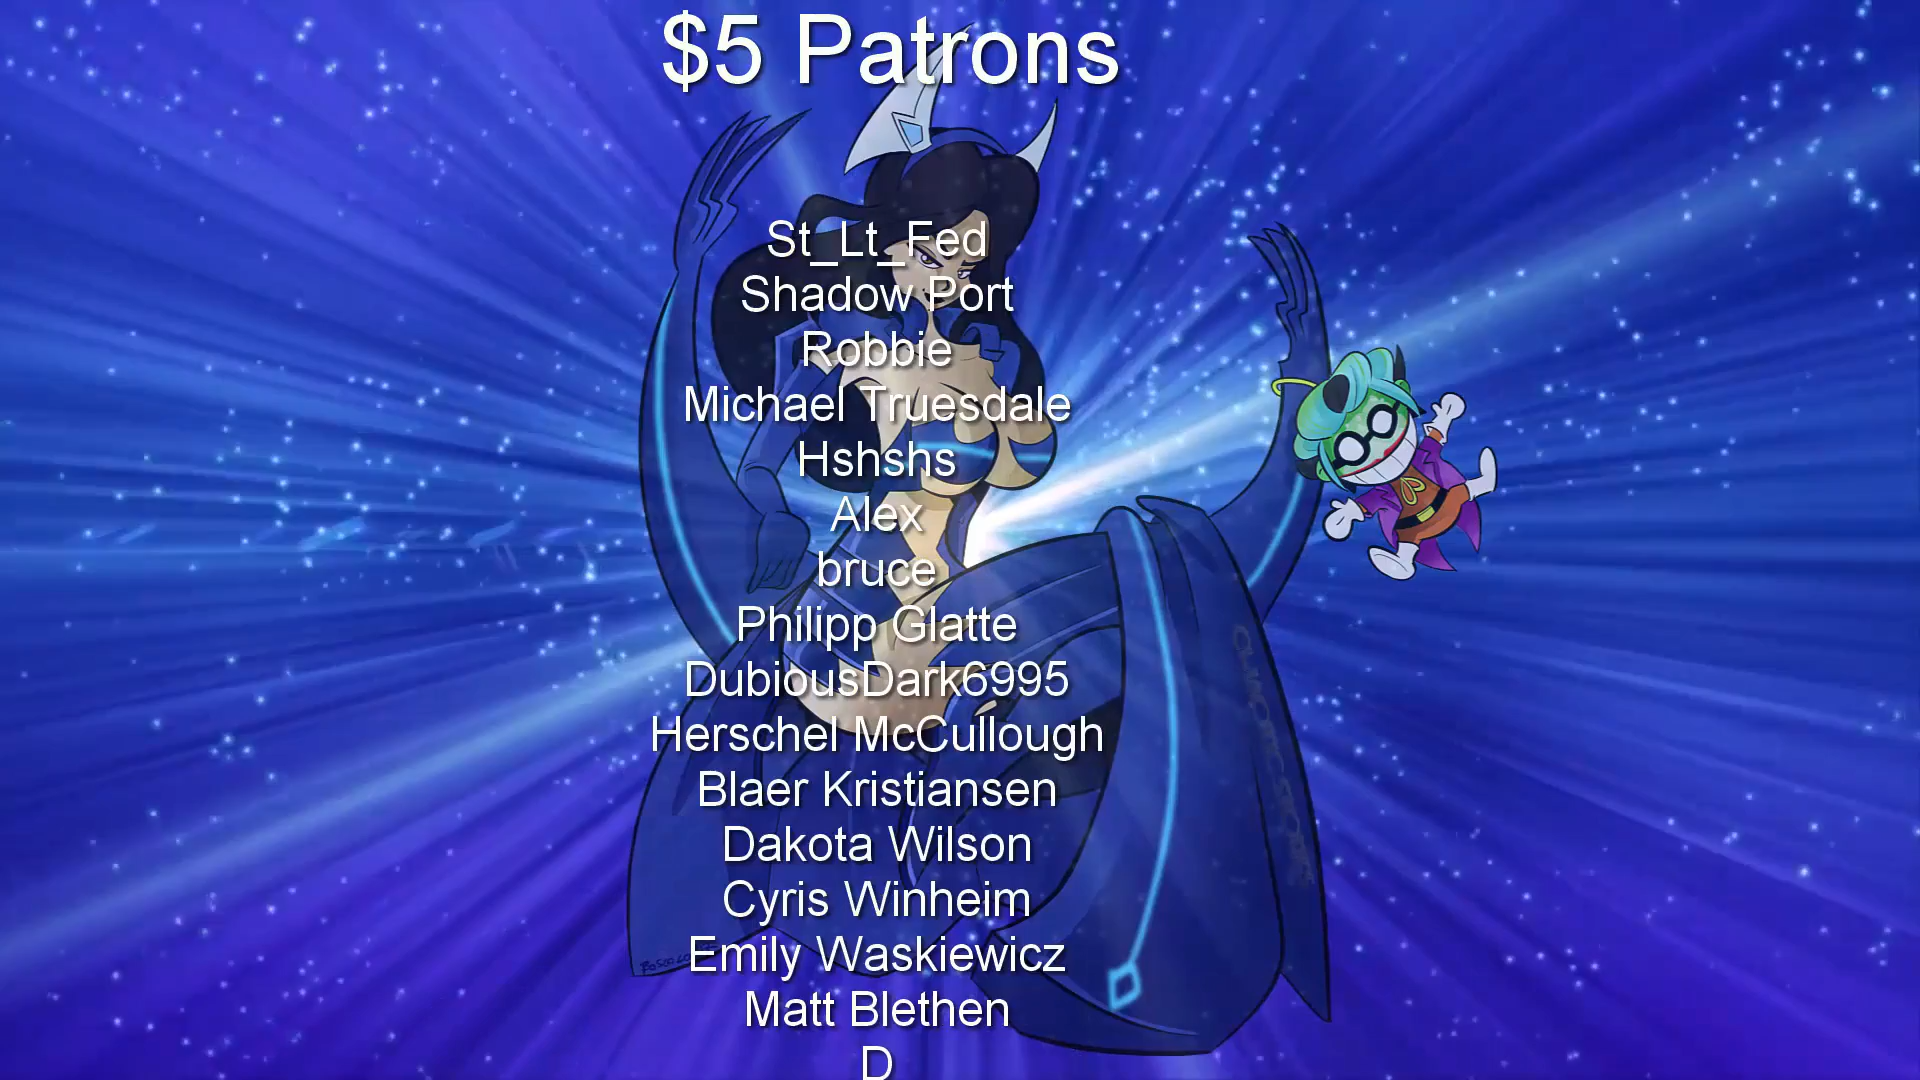 $5 Patrons
St_Lt_Fed
Shadow Port
Robbie
Michael Truesdale
Hshshs
Alex
bruce
Philipp Glatte
DubiousDark6995
Herschel McCullough
Blaer Kristiansen
Dakota Wilson
Cyris Winheim
Emily Waskiewicz
Matt Blethen
D